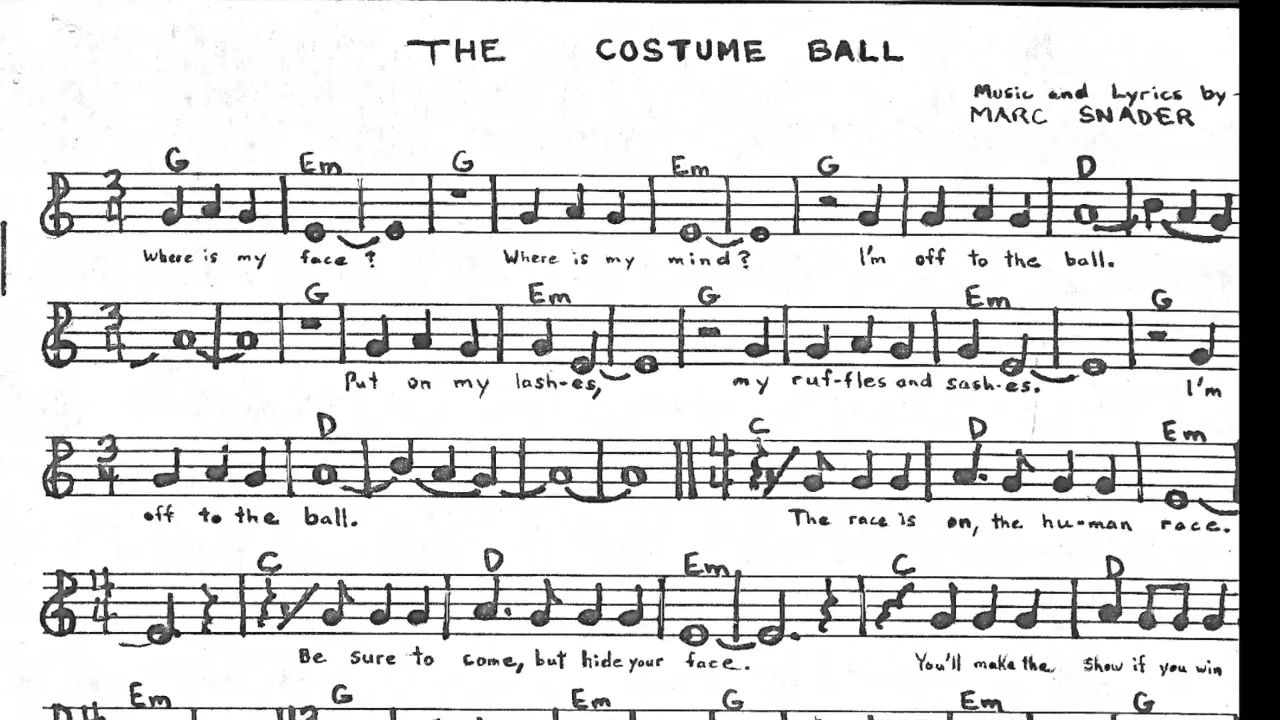 THE COSTUME BALL
Music and Lyrics by
MARC SNADER
G Em G Em G D
Where is my face? Where is my mind? I'm off to the ball.
G Em G Em G
Put on my lash-es, my ruf-fles and sash-es. I'm
D C D Em
off to the ball. The race is on, the hu-man race.
C D Em C D
Be sure to come, but hide your face. You'll make the show if you win
Em G Em G Em G